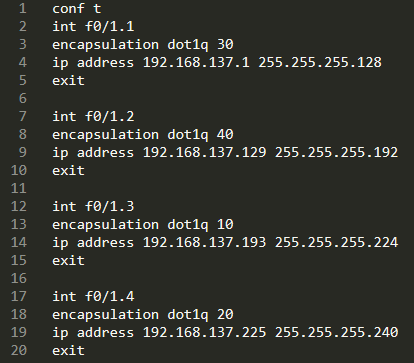 1 conf t
2 int f0/1.1
3 encapsulation dot1q 30
4 ip address 192.168.137.1 255.255.255.128
5 exit
6
7 int f0/1.2
8 encapsulation dot1q 40
9 ip address 192.168.137.129 255.255.255.192
10 exit
11
12 int f0/1.3
13 encapsulation dot1q 10
14 ip address 192.168.137.193 255.255.255.224
15 exit
16
17 int f0/1.4
18 encapsulation dot1q 20
19 ip address 192.168.137.225 255.255.255.240
20 exit